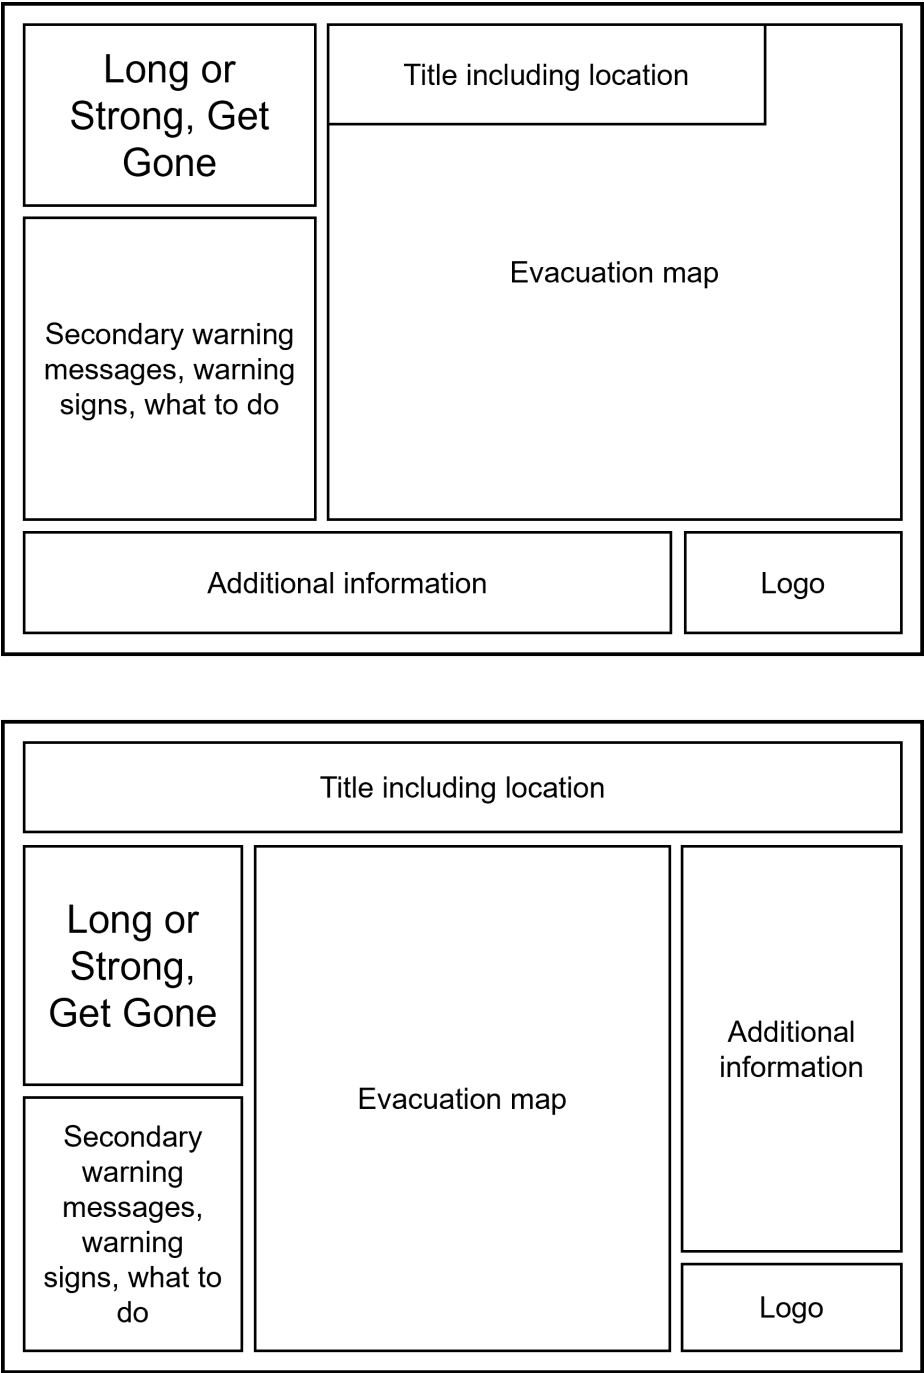 Long or
Strong, Get
Gone
Title including location
Evacuation map
Secondary warning
messages, warning
signs, what to do
Additional information
Logo
Title including location
Long or
Strong,
Get Gone
Secondary
warning
messages,
warning
signs, what to
do
Evacuation map
Additional
information
Logo